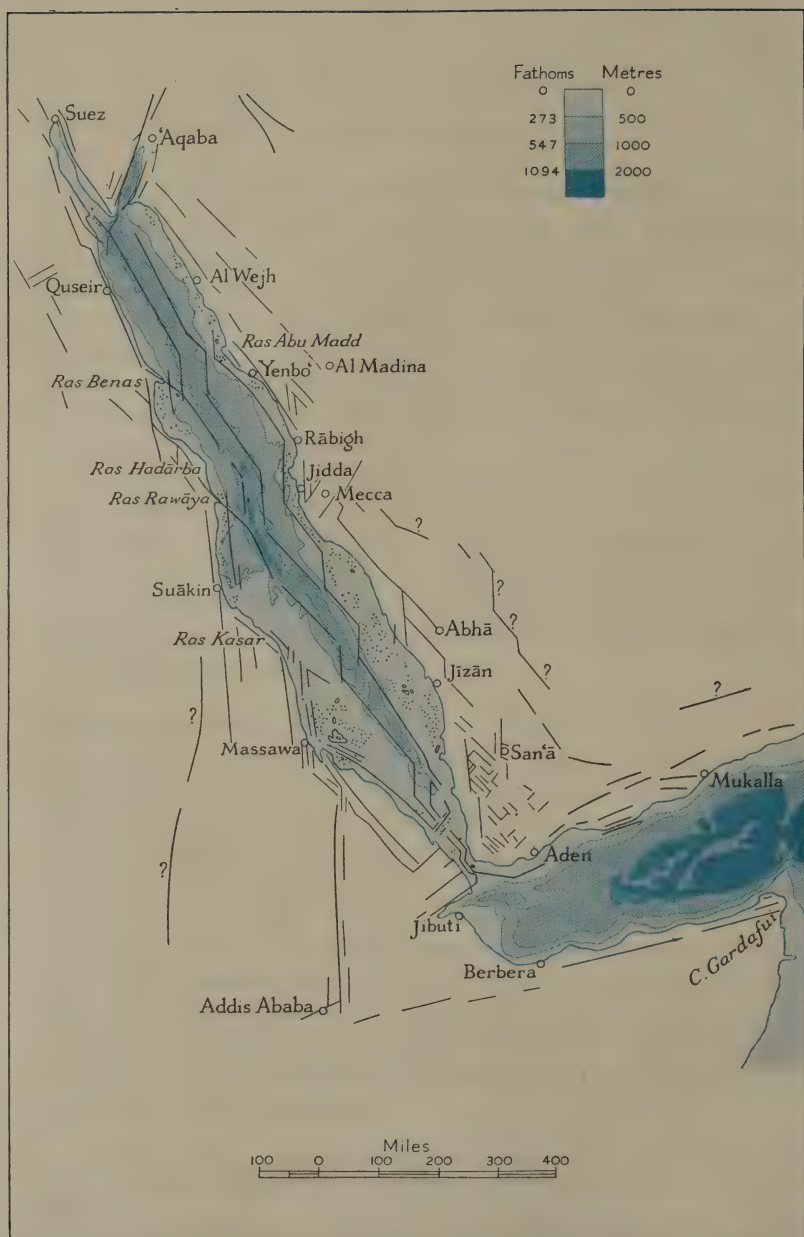 Fathoms Metres
0 0
273 500
547 1000
1094 2000
Suez
'Aqaba
Al Wejh
Quseir
Ras Abu Madd
Yenbo'
Al Madina
Ras Benas
Rābigh
Ras Hadārba
Jidda
Ras Rawāya
Mecca
?
Suākin
?
Abhā
Ras Kasar
?
Jīzān
?
?
Massawa
San'ā
Mukalla
Aden
?
Jibuti
Berbera
C. Gardafui
Addis Ababa
Miles
100 0 100 200 300 400